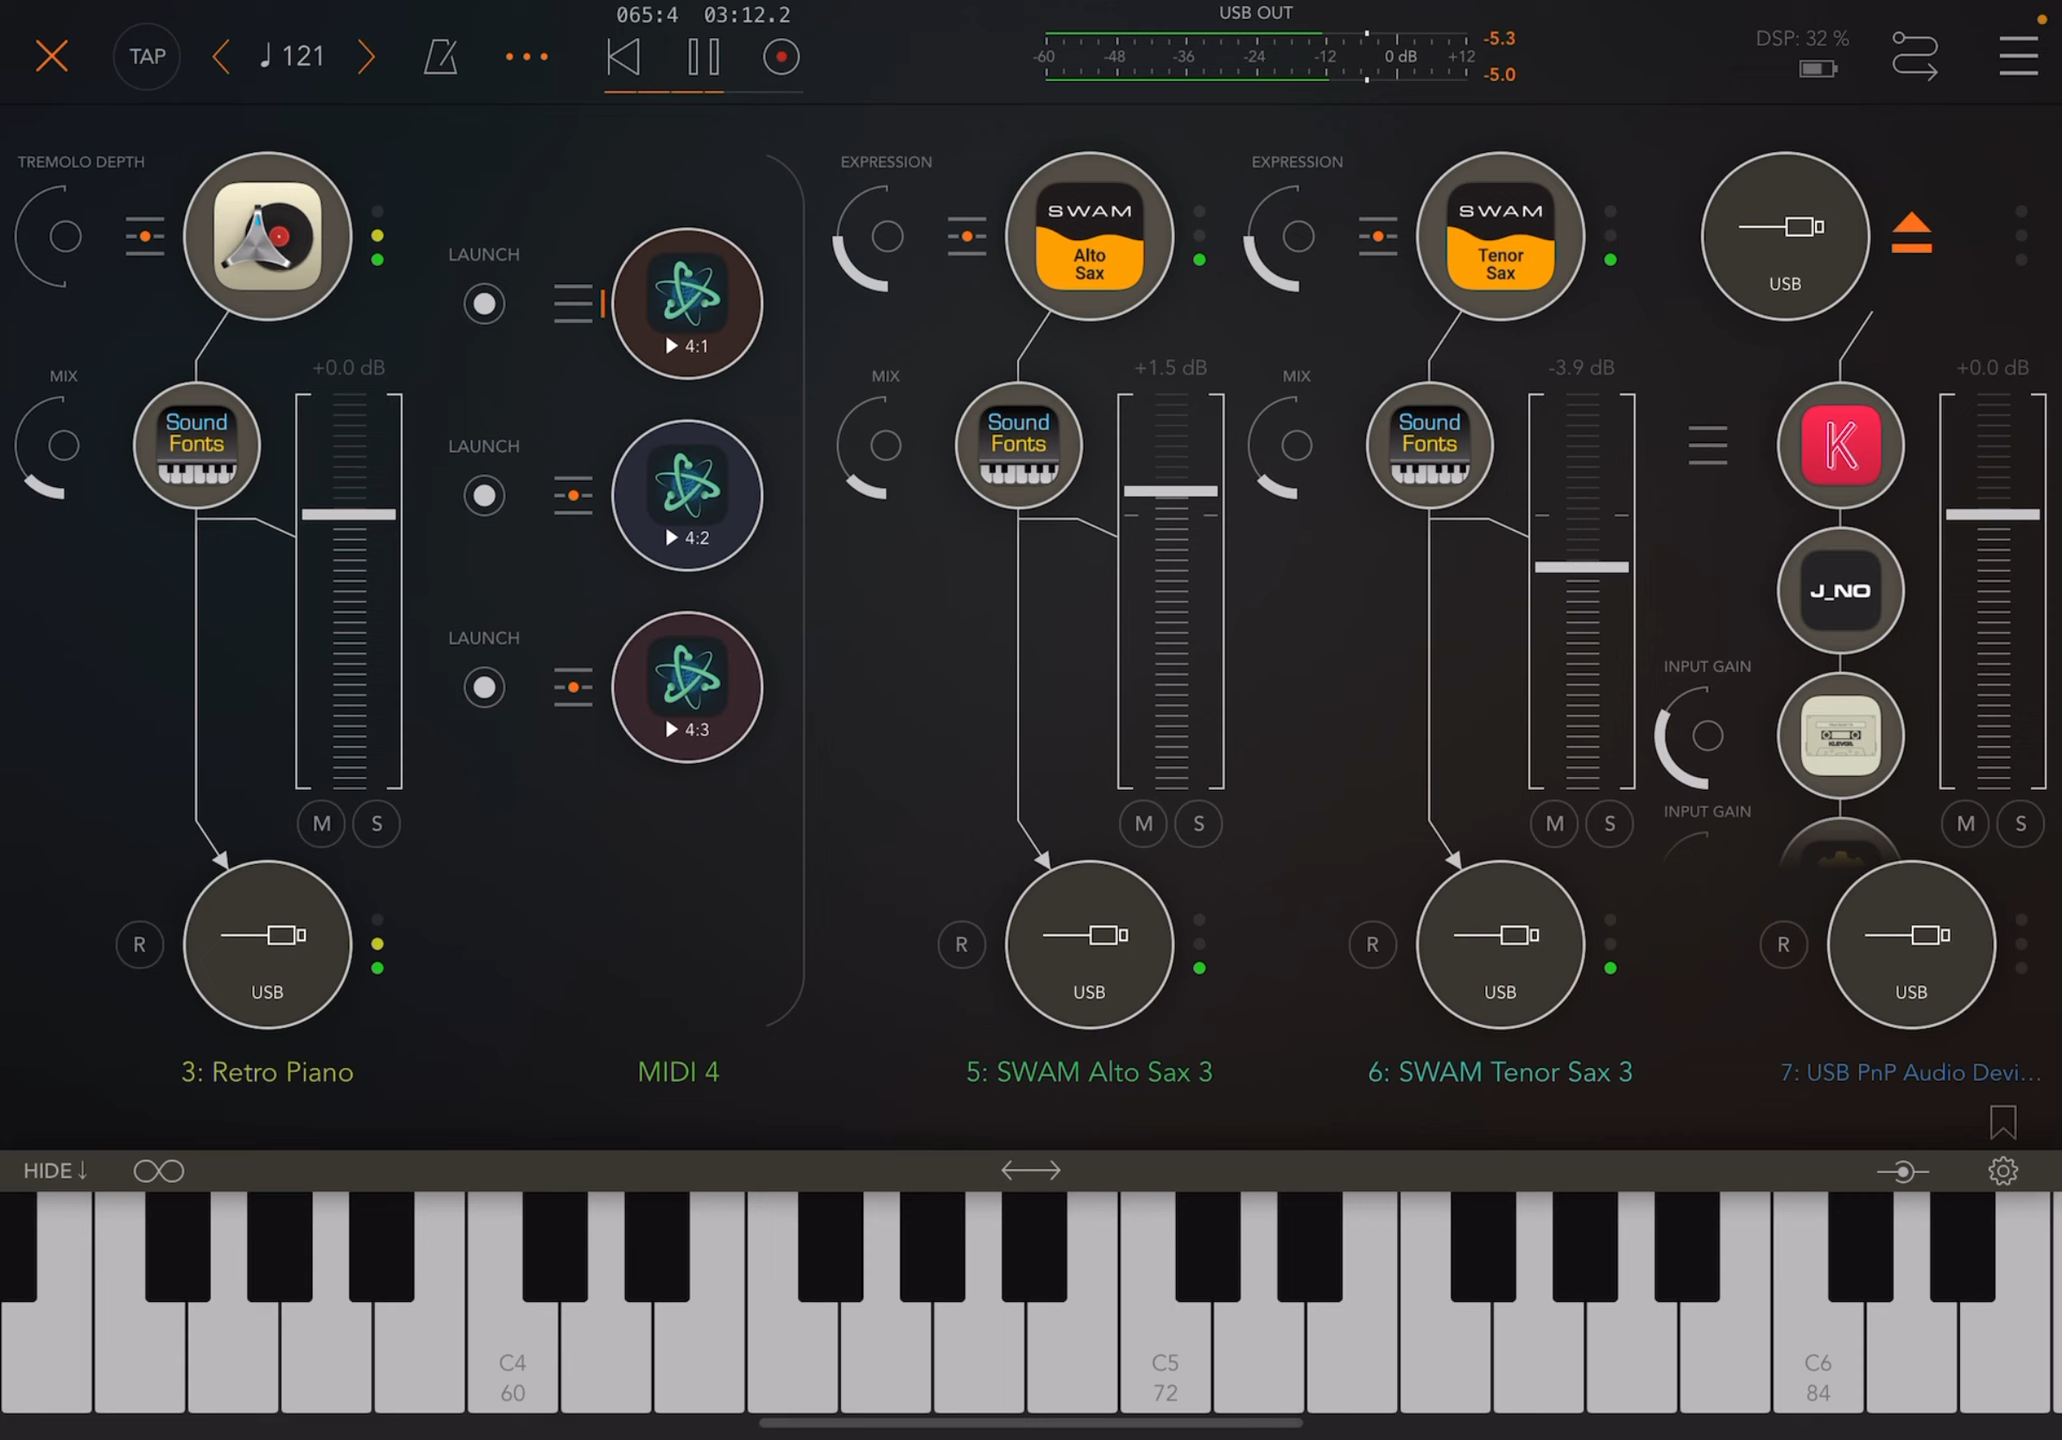 065:4 03:12.2
USB OUT
TAP
121
-60 -48 -36 -24 -12 0 dB +12
-5.3
-5.0
DSP: 32 %
TREMOLO DEPTH
LAUNCH
4:1
EXPRESSION
SWAM
Alto
Sax
EXPRESSION
SWAM
Tenor
Sax
USB
MIX
+0.0 dB
Sound
Fonts
LAUNCH
4:2
MIX
+1.5 dB
Sound
Fonts
MIX
-3.9 dB
Sound
Fonts
+0.0 dB
K
J_NO
LAUNCH
4:3
INPUT GAIN
INPUT GAIN
M S
M S
M S
M S
R
USB
R
USB
R
USB
R
USB
3: Retro Piano
MIDI 4
5: SWAM Alto Sax 3
6: SWAM Tenor Sax 3
7: USB PnP Audio Devi...
HIDE↓
C4
60
C5
72
C6
84